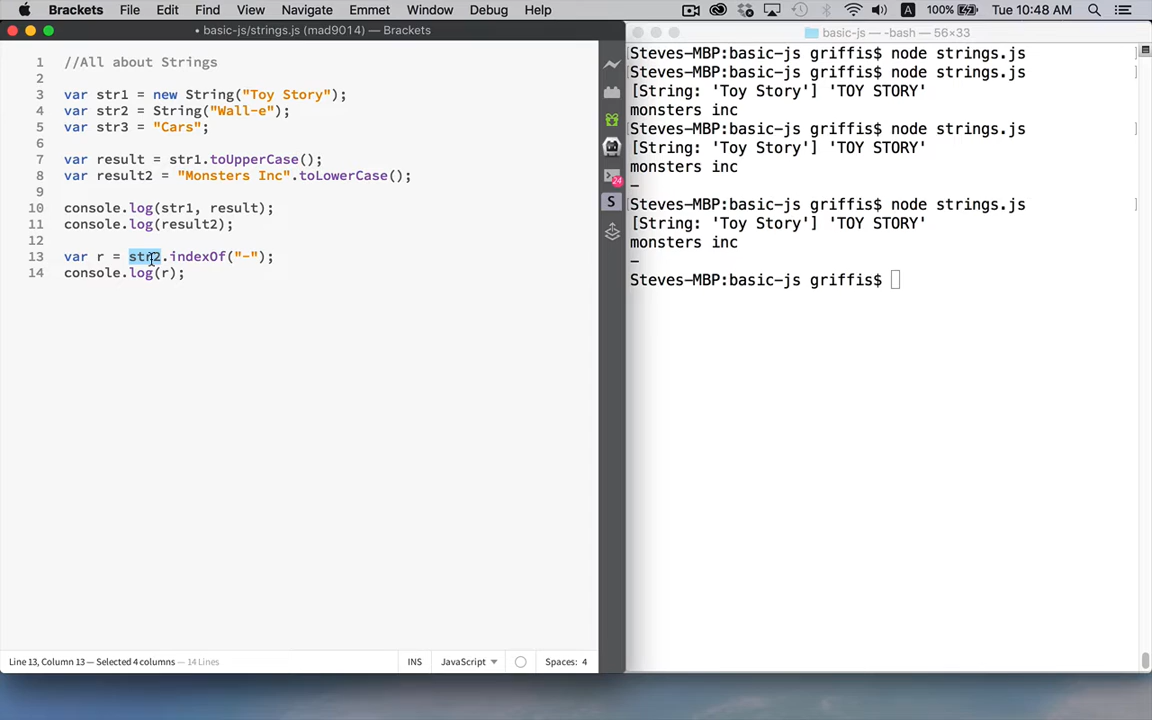 Brackets File Edit Find View Navigate Emmet Window Debug Help A 100% Tue 10:48 AM
• basic-js/strings.js (mad9014) — Brackets
1 //All about Strings
2
3 var str1 = new String("Toy Story");
4 var str2 = String("Wall-e");
5 var str3 = "Cars";
6
7 var result = str1.toUpperCase();
8 var result2 = "Monsters Inc".toLowerCase();
9
10 console.log(str1, result);
11 console.log(result2);
12
13 var r = str2.indexOf("-");
14 console.log(r);
Line 13, Column 13 — Selected 4 columns — 14 Lines
INS JavaScript Spaces: 4
24
S
basic-js — -bash — 56×33
[Steves-MBP:basic-js griffis$ node strings.js ]
[Steves-MBP:basic-js griffis$ node strings.js
[String: 'Toy Story'] 'TOY STORY'
monsters inc
[Steves-MBP:basic-js griffis$ node strings.js ]
[String: 'Toy Story'] 'TOY STORY'
monsters inc
-
[Steves-MBP:basic-js griffis$ node strings.js ]
[String: 'Toy Story'] 'TOY STORY'
monsters inc
-
Steves-MBP:basic-js griffis$